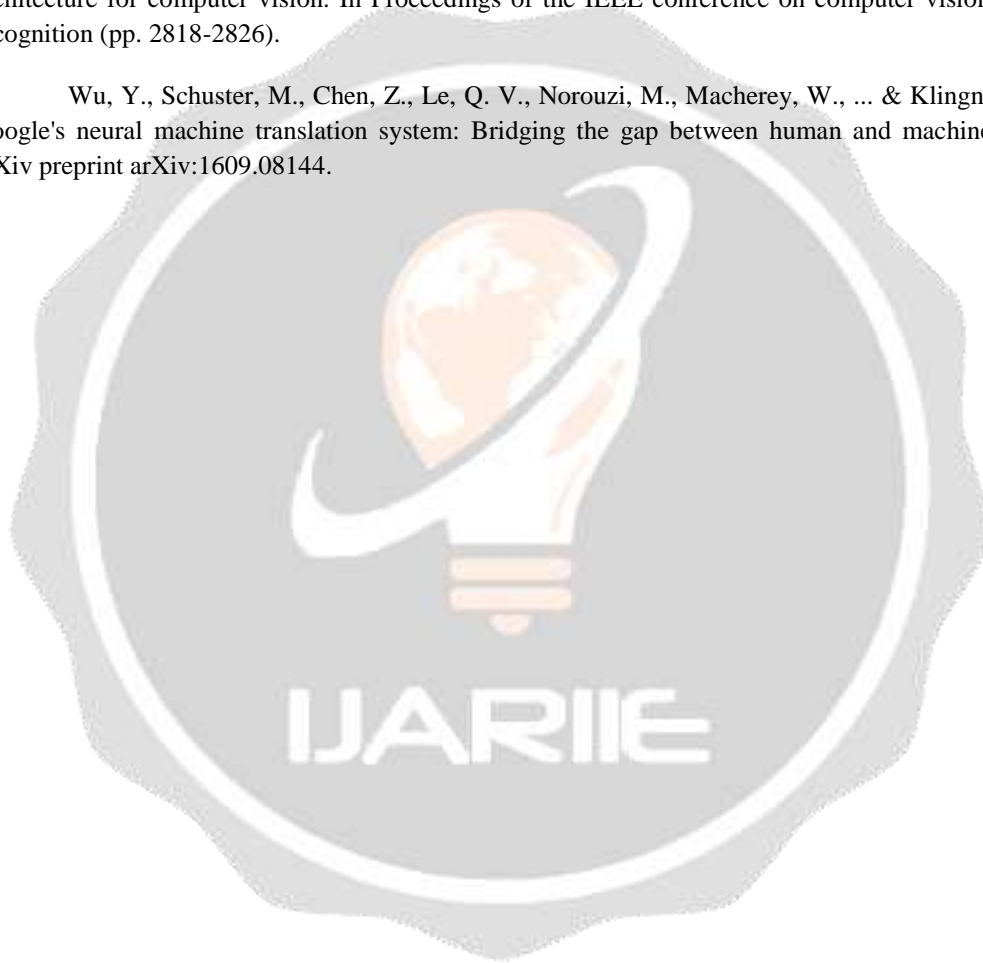 chitecture for computer vision. In Proceedings of the IEEE conference on computer vision
cognition (pp. 2818-2826).
Wu, Y., Schuster, M., Chen, Z., Le, Q. V., Norouzi, M., Macherey, W., ... & Klingn
oogle's neural machine translation system: Bridging the gap between human and machine
Xiv preprint arXiv:1609.08144.
IJARIIE